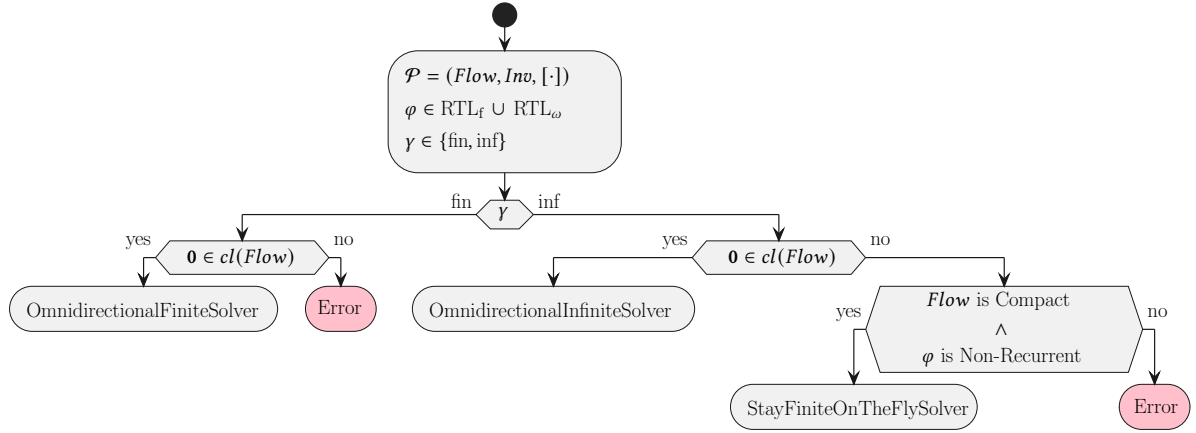 𝒫 = (Flow, Inv, [·])
φ ∈ RTL_f ∪ RTL_ω
γ ∈ {fin, inf}
fin
γ
inf
yes
0 ∈ cl(Flow)
no
yes
0 ∈ cl(Flow)
no
OmnidirectionalFiniteSolver
Error
OmnidirectionalInfiniteSolver
yes
Flow is Compact
∧
φ is Non-Recurrent
no
StayFiniteOnTheFlySolver
Error